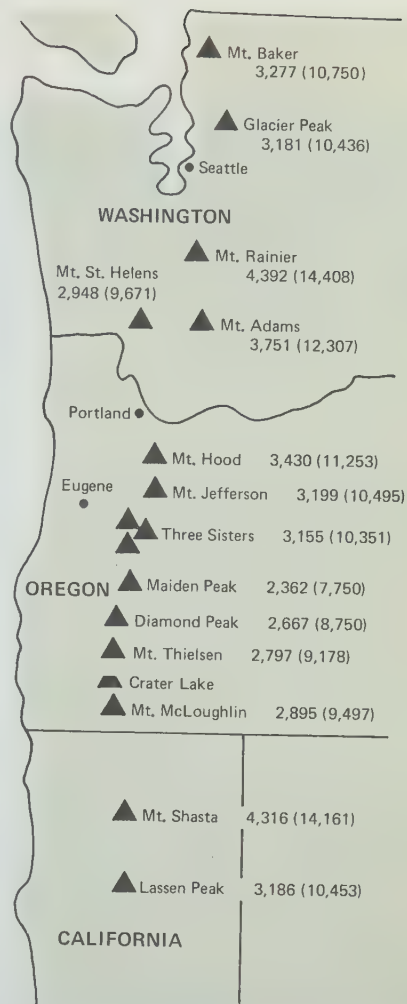 Mt. Baker
3,277 (10,750)
Glacier Peak
3,181 (10,436)
Seattle
WASHINGTON
Mt. Rainier
4,392 (14,408)
Mt. St. Helens
2,948 (9,671)
Mt. Adams
3,751 (12,307)
Portland
Mt. Hood 3,430 (11,253)
Eugene
Mt. Jefferson 3,199 (10,495)
Three Sisters 3,155 (10,351)
OREGON
Maiden Peak 2,362 (7,750)
Diamond Peak 2,667 (8,750)
Mt. Thielsen 2,797 (9,178)
Crater Lake
Mt. McLoughlin 2,895 (9,497)
Mt. Shasta 4,316 (14,161)
Lassen Peak 3,186 (10,453)
CALIFORNIA